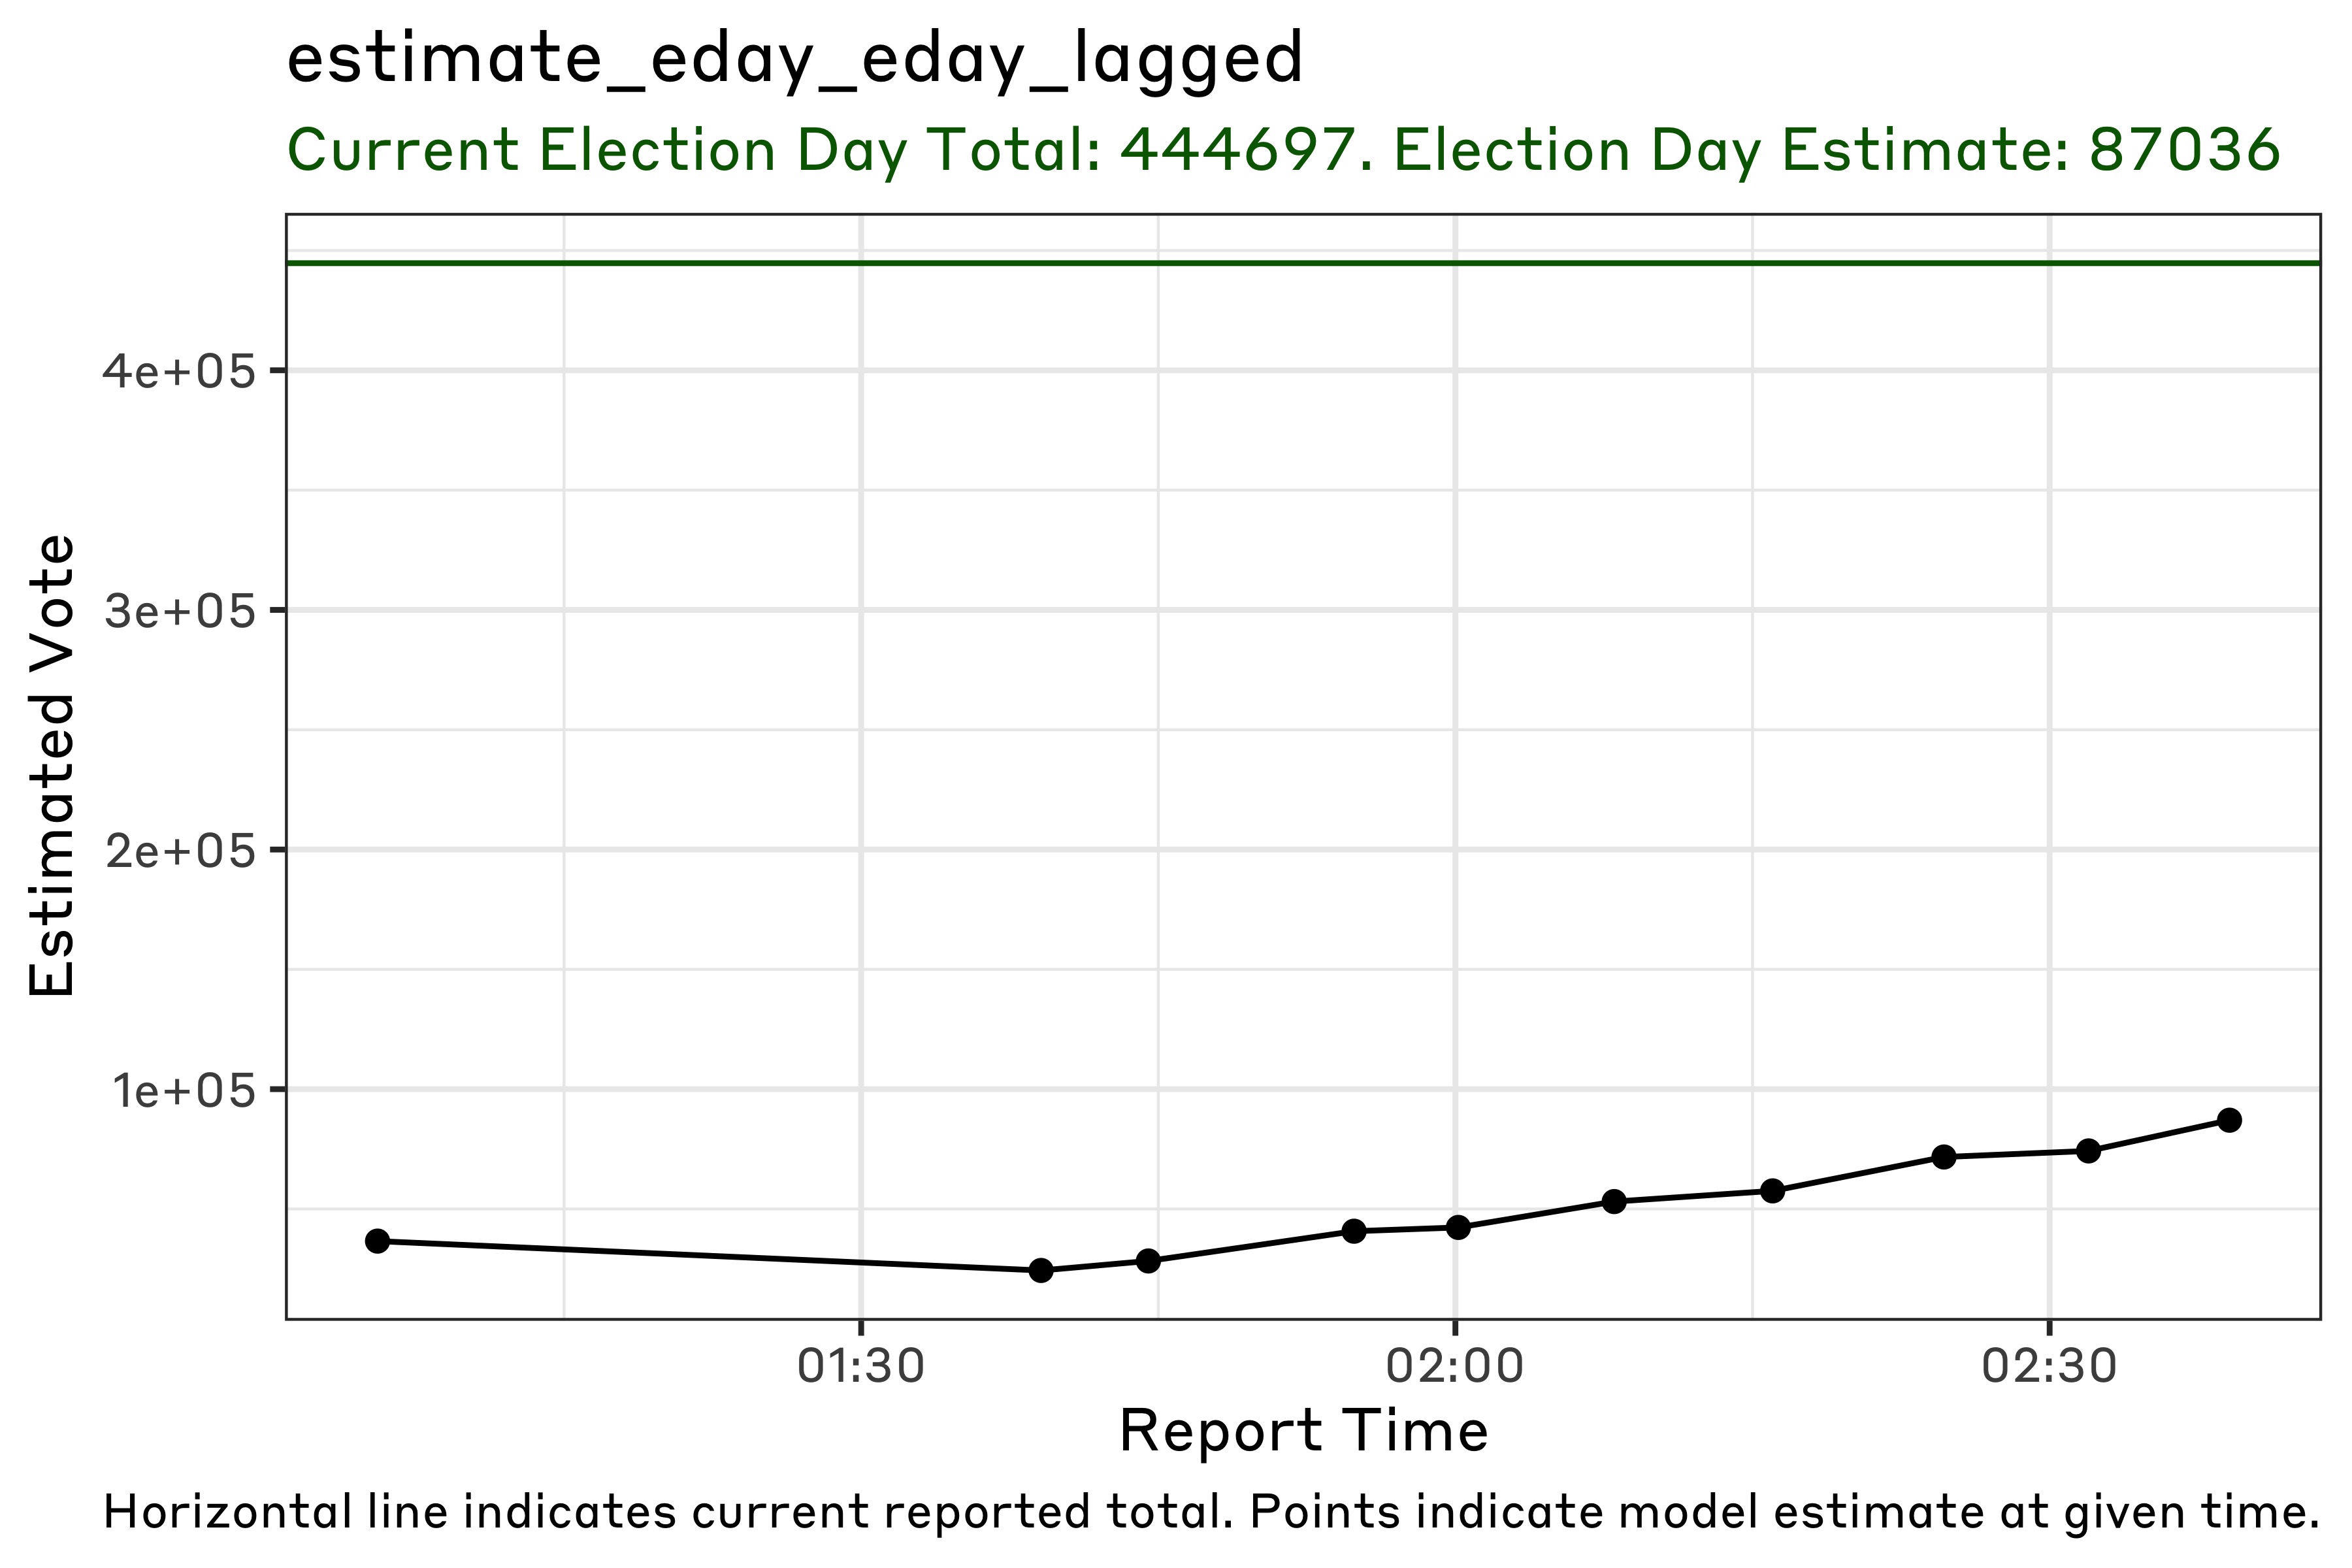 estimate_eday_eday_lagged
Current Election Day Total: 444697. Election Day Estimate: 87036
Estimated Vote
4e+05
3e+05
2e+05
1e+05
01:30
02:00
02:30
Report Time
Horizontal line indicates current reported total. Points indicate model estimate at given time.